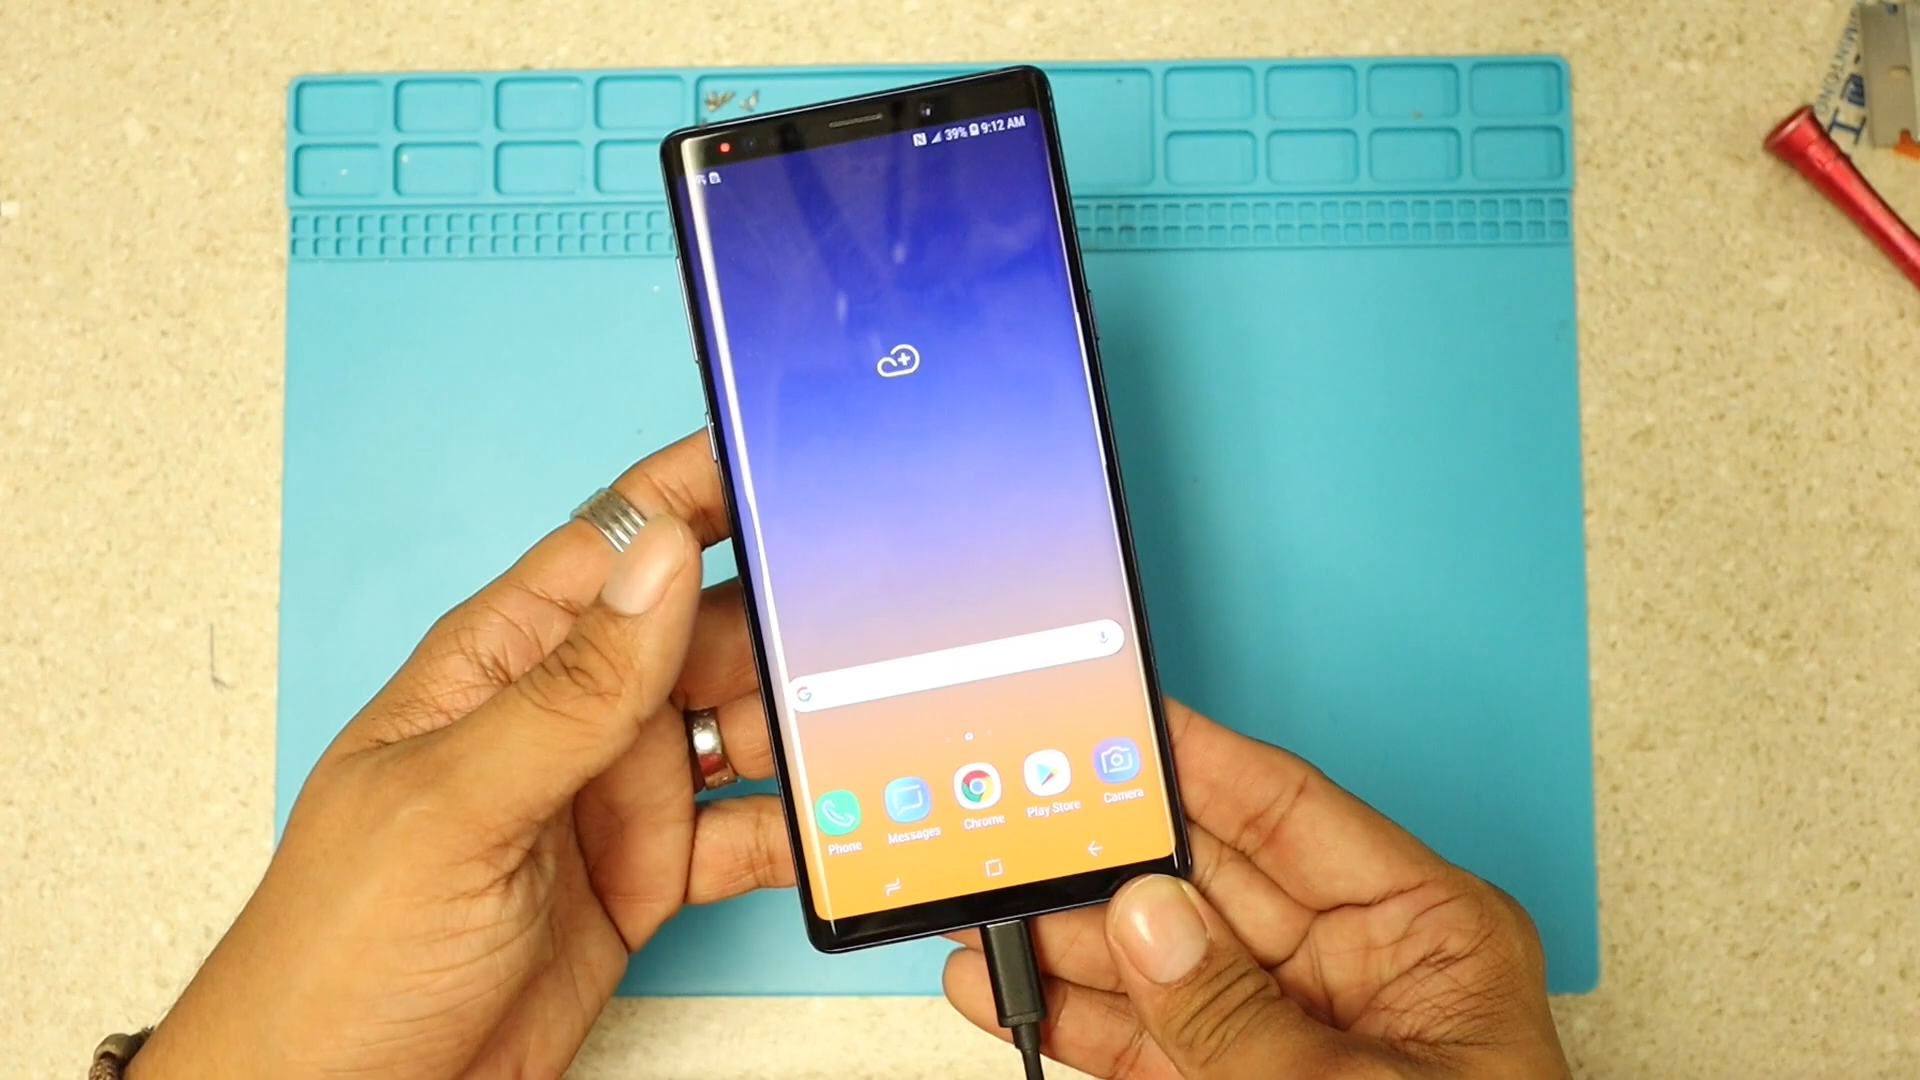 39% 9:12 AM
G
Phone
Messages
Chrome
Play Store
Camera